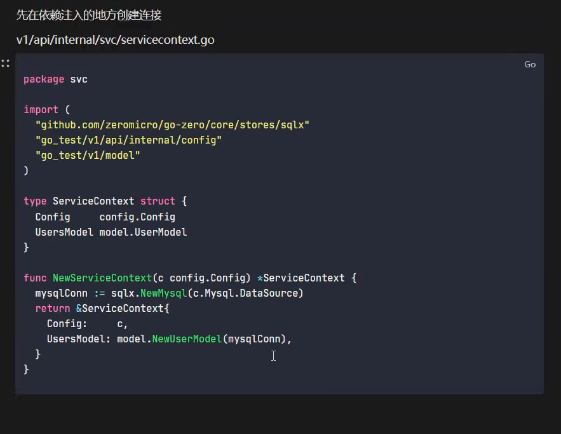 先在依赖注入的地方创建连接
v1/api/internal/svc/servicecontext.go
Go
package svc
import (
"github.com/zeromicro/go-zero/core/stores/sqlx"
"go_test/v1/api/internal/config"
"go_test/v1/model"
)
type ServiceContext struct {
Config     config.Config
UsersModel model.UserModel
}
func NewServiceContext(c config.Config) *ServiceContext {
mysqlConn := sqlx.NewMysql(c.Mysql.DataSource)
return &ServiceContext{
Config:     c,
UsersModel: model.NewUserModel(mysqlConn),
}
}